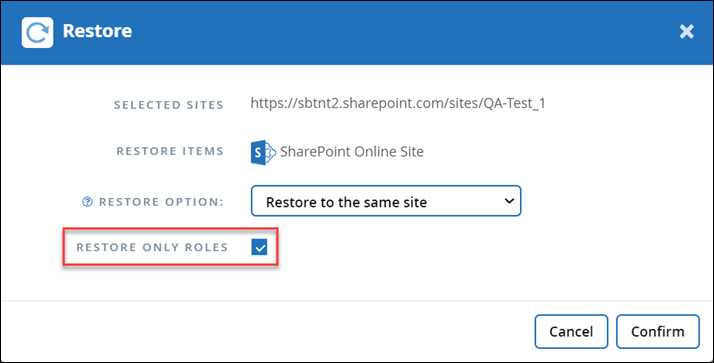 Restore
SELECTED SITES https://sbtnt2.sharepoint.com/sites/QA-Test_1
RESTORE ITEMS SharePoint Online Site
RESTORE OPTION: Restore to the same site
RESTORE ONLY ROLES
Cancel Confirm